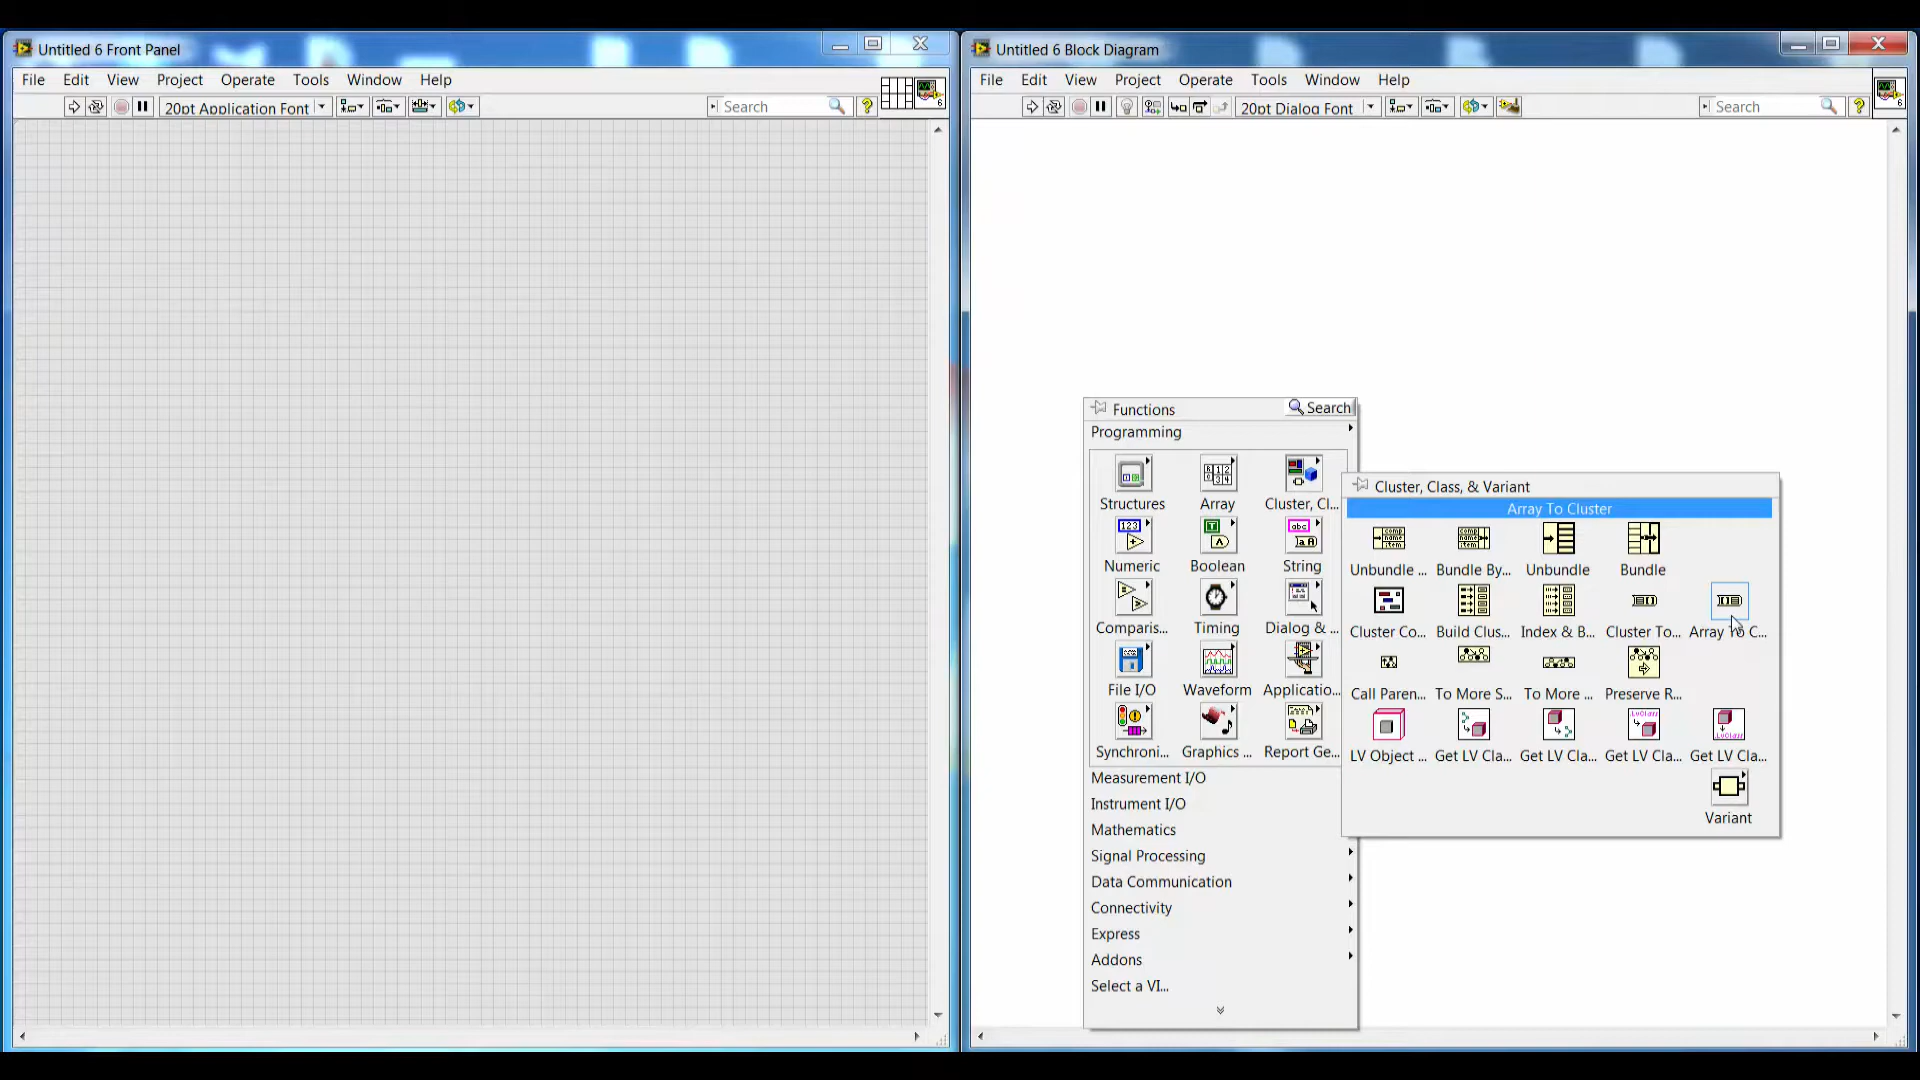 Untitled 6 Front Panel
File Edit View Project Operate Tools Window Help
20pt Application Font
Search
6
Untitled 6 Block Diagram
File Edit View Project Operate Tools Window Help
20pt Dialog Font
Search
6
Functions
Search
Programming
Structures Array Cluster, Cl...
Numeric Boolean String
Comparis... Timing Dialog & ...
File I/O Waveform Applicatio...
Synchroni... Graphics ... Report Ge...
Measurement I/O
Instrument I/O
Mathematics
Signal Processing
Data Communication
Connectivity
Express
Addons
Select a VI...
Cluster, Class, & Variant
Array To Cluster
Unbundle ... Bundle By... Unbundle Bundle
Cluster Co... Build Clus... Index & B... Cluster To... Array To C...
Call Paren... To More S... To More ... Preserve R...
LV Object ... Get LV Cla... Get LV Cla... Get LV Cla... Get LV Cla...
Variant